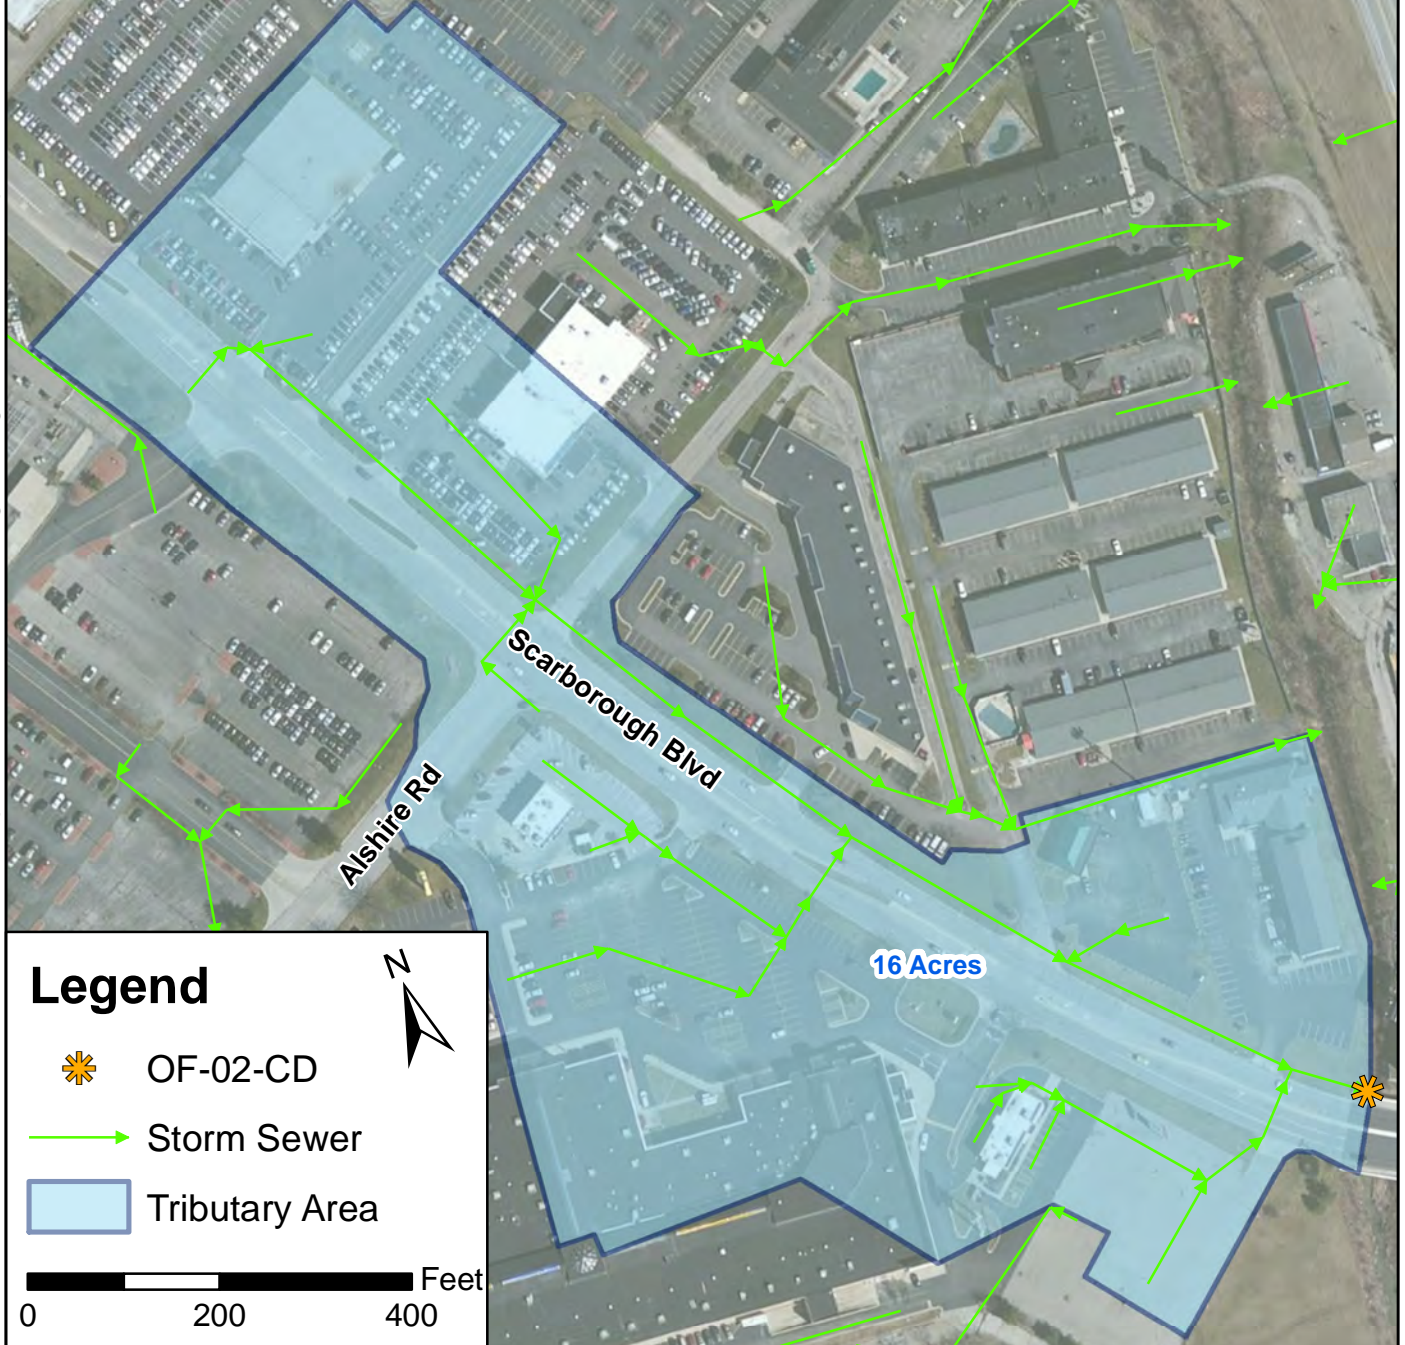 Scarborough Blvd
Alshire Rd
16 Acres
Legend
N
OF-02-CD
Storm Sewer
Tributary Area
Feet
0 200 400